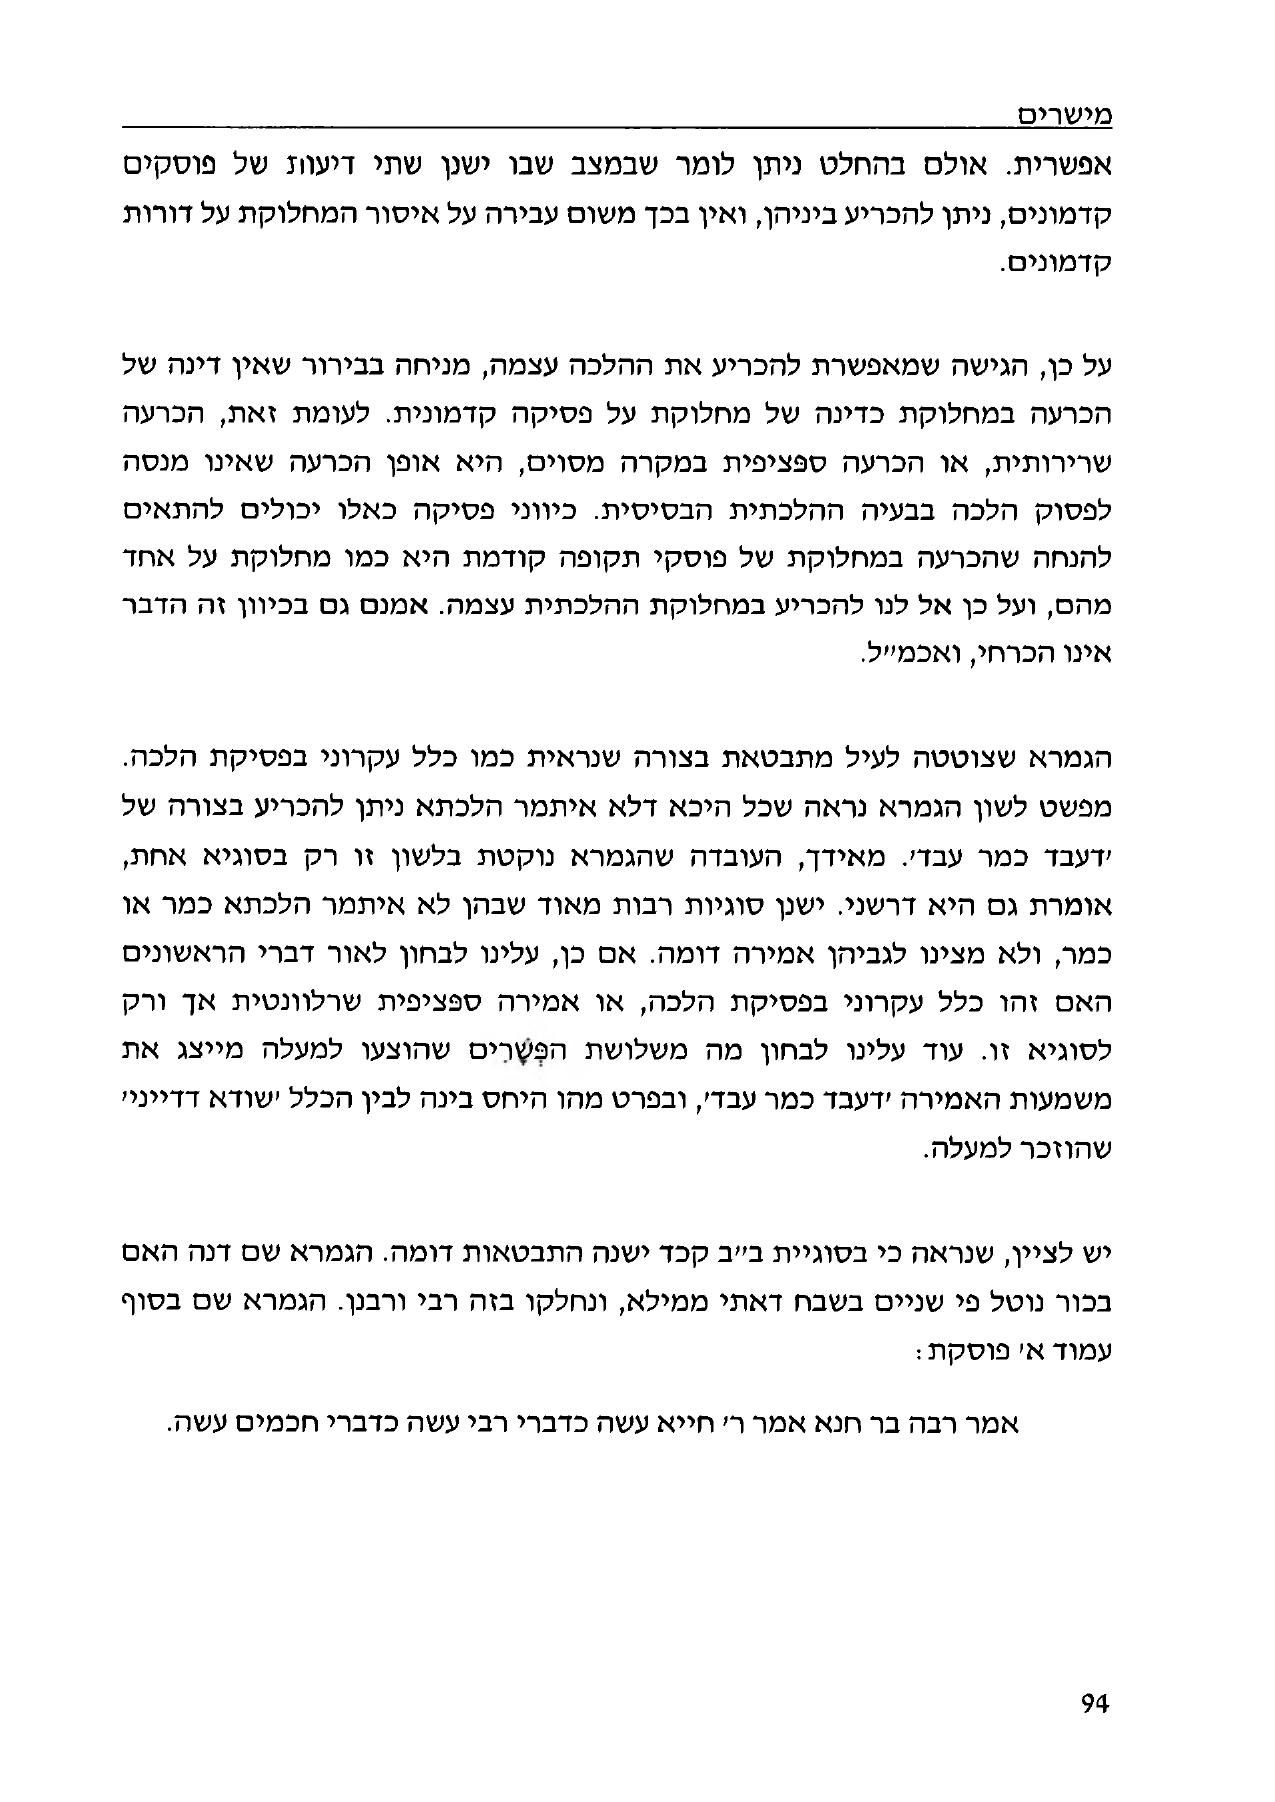 מישרים
אפשרית. אולם בהחלט ניתן לומר שבמצב שבו ישנן שתי דיעות של פוסקים
קדמונים, ניתן להכריע ביניהן, ואין בכך משום עבירה על איסור המחלוקת על דורות
קדמונים.
על כן, הגישה שמאפשרת להכריע את ההלכה עצמה, מניחה בבירור שאין דינה של
הכרעה במחלוקת כדינה של מחלוקת על פסיקה קדמונית. לעומת זאת, הכרעה
שרירותית, או הכרעה ספציפית במקרה מסוים, היא אופן הכרעה שאינו מנסה
לפסוק הלכה בבעיה ההלכתית הבסיסית. כיווני פסיקה כאלו יכולים להתאים
להנחה שהכרעה במחלוקת של פוסקי תקופה קודמת היא כמו מחלוקת על אחד
מהם, ועל כן אל לנו להכריע במחלוקת ההלכתית עצמה. אמנם גם בכיוון זה הדבר
אינו הכרחי, ואכמ״ל.
הגמרא שצוטטה לעיל מתבטאת בצורה שנראית כמו כלל עקרוני בפסיקת הלכה.
מפשט לשון הגמרא נראה שכל היכא דלא איתמר הלכתא ניתן להכריע בצורה של
׳דעבד כמר עבד׳. מאידך, העובדה שהגמרא נוקטת בלשון זו רק בסוגיא אחת,
אומרת גם היא דרשני. ישנן סוגיות רבות מאוד שבהן לא איתמר הלכתא כמר או
כמר, ולא מצינו לגביהן אמירה דומה. אם כן, עלינו לבחון לאור דברי הראשונים
האם זהו כלל עקרוני בפסיקת הלכה, או אמירה ספציפית שרלוונטית אך ורק
לסוגיא זו. עוד עלינו לבחון מה משלושת הפְּשָׁרִים שהוצעו למעלה מייצג את
משמעות האמירה ׳דעבד כמר עבד׳, ובפרט מהו היחס בינה לבין הכלל ׳שודא דדייני׳
שהוזכר למעלה.
יש לציין, שנראה כי בסוגיית ב״ב קכד ישנה התבטאות דומה. הגמרא שם דנה האם
בכור נוטל פי שניים בשבח דאתי ממילא, ונחלקו בזה רבי ורבנן. הגמרא שם בסוף
עמוד א׳ פוסקת:
אמר רבה בר חנא אמר ר׳ חייא עשה כדברי רבי עשה כדברי חכמים עשה.
94